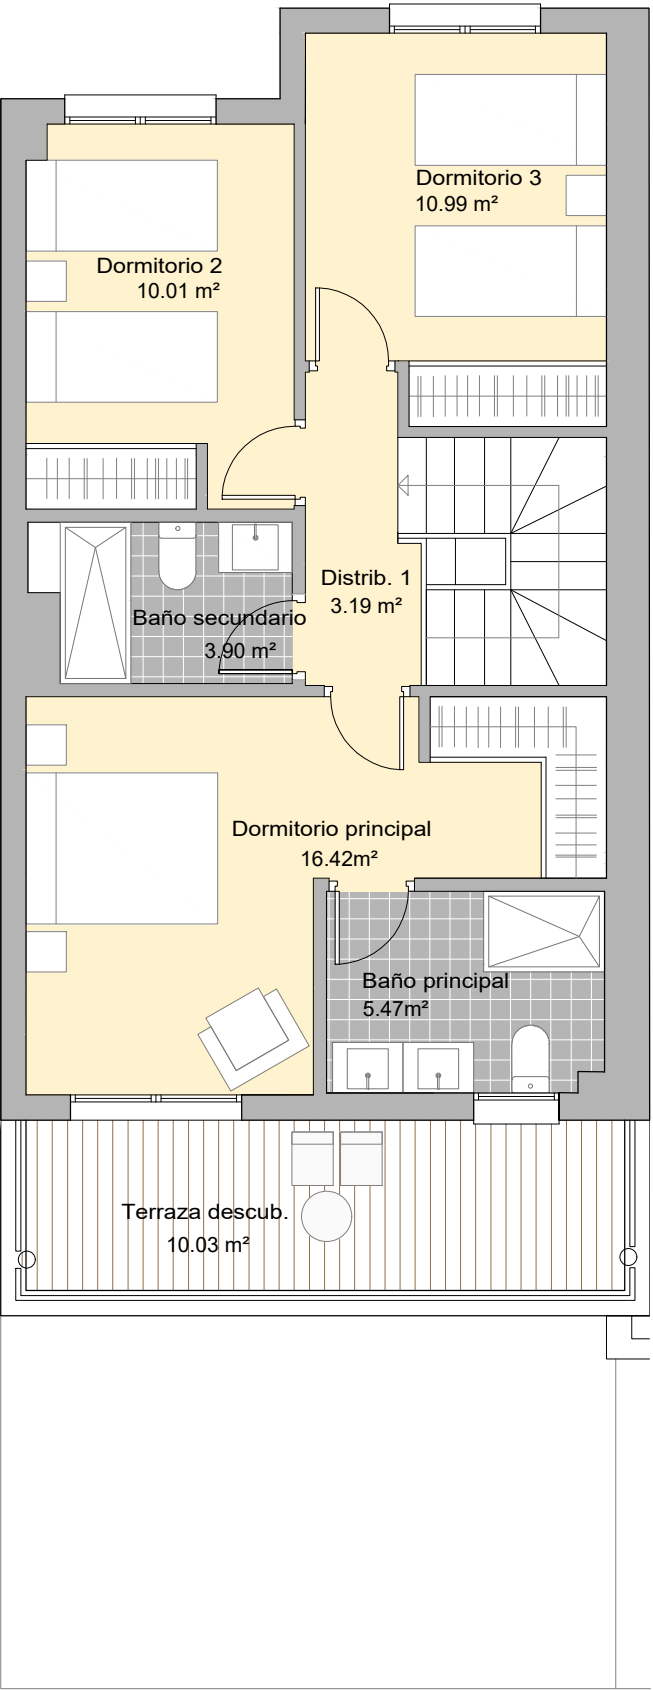 Dormitorio 3
10.99 m²
Dormitorio 2
10.01 m²
Distrib. 1
3.19 m²
Baño secundario
3.90 m²
Dormitorio principal
16.42m²
Baño principal
5.47m²
Terraza descub.
10.03 m²